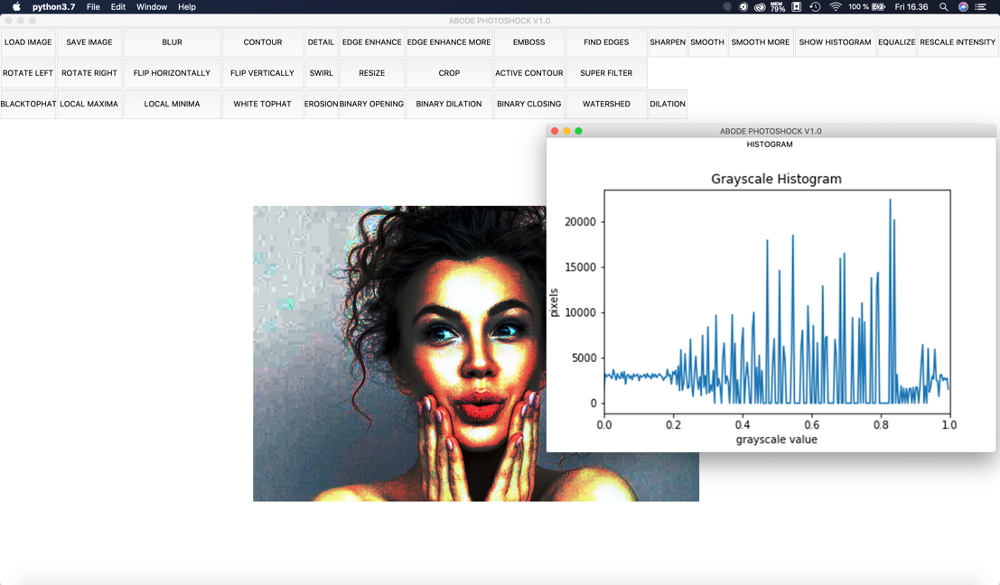 python3.7 File Edit Window Help MEM 79% 100 % Fri 16.36
ABODE PHOTOSHOCK V1.0
LOAD IMAGE SAVE IMAGE BLUR CONTOUR DETAIL EDGE ENHANCE EDGE ENHANCE MORE EMBOSS FIND EDGES SHARPEN SMOOTH SMOOTH MORE SHOW HISTOGRAM EQUALIZE RESCALE INTENSITY
ROTATE LEFT ROTATE RIGHT FLIP HORIZONTALLY FLIP VERTICALLY SWIRL RESIZE CROP ACTIVE CONTOUR SUPER FILTER
BLACKTOPHAT LOCAL MAXIMA LOCAL MINIMA WHITE TOPHAT EROSION BINARY OPENING BINARY DILATION BINARY CLOSING WATERSHED DILATION
ABODE PHOTOSHOCK V1.0
HISTOGRAM
Grayscale Histogram
20000
15000
10000
5000
0
pixels
0.0 0.2 0.4 0.6 0.8 1.0
grayscale value